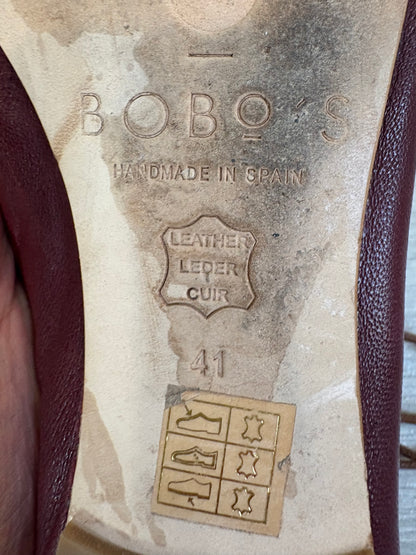 BOBO'S
HANDMADE IN SPAIN
LEATHER
LEDER
CUIR
41